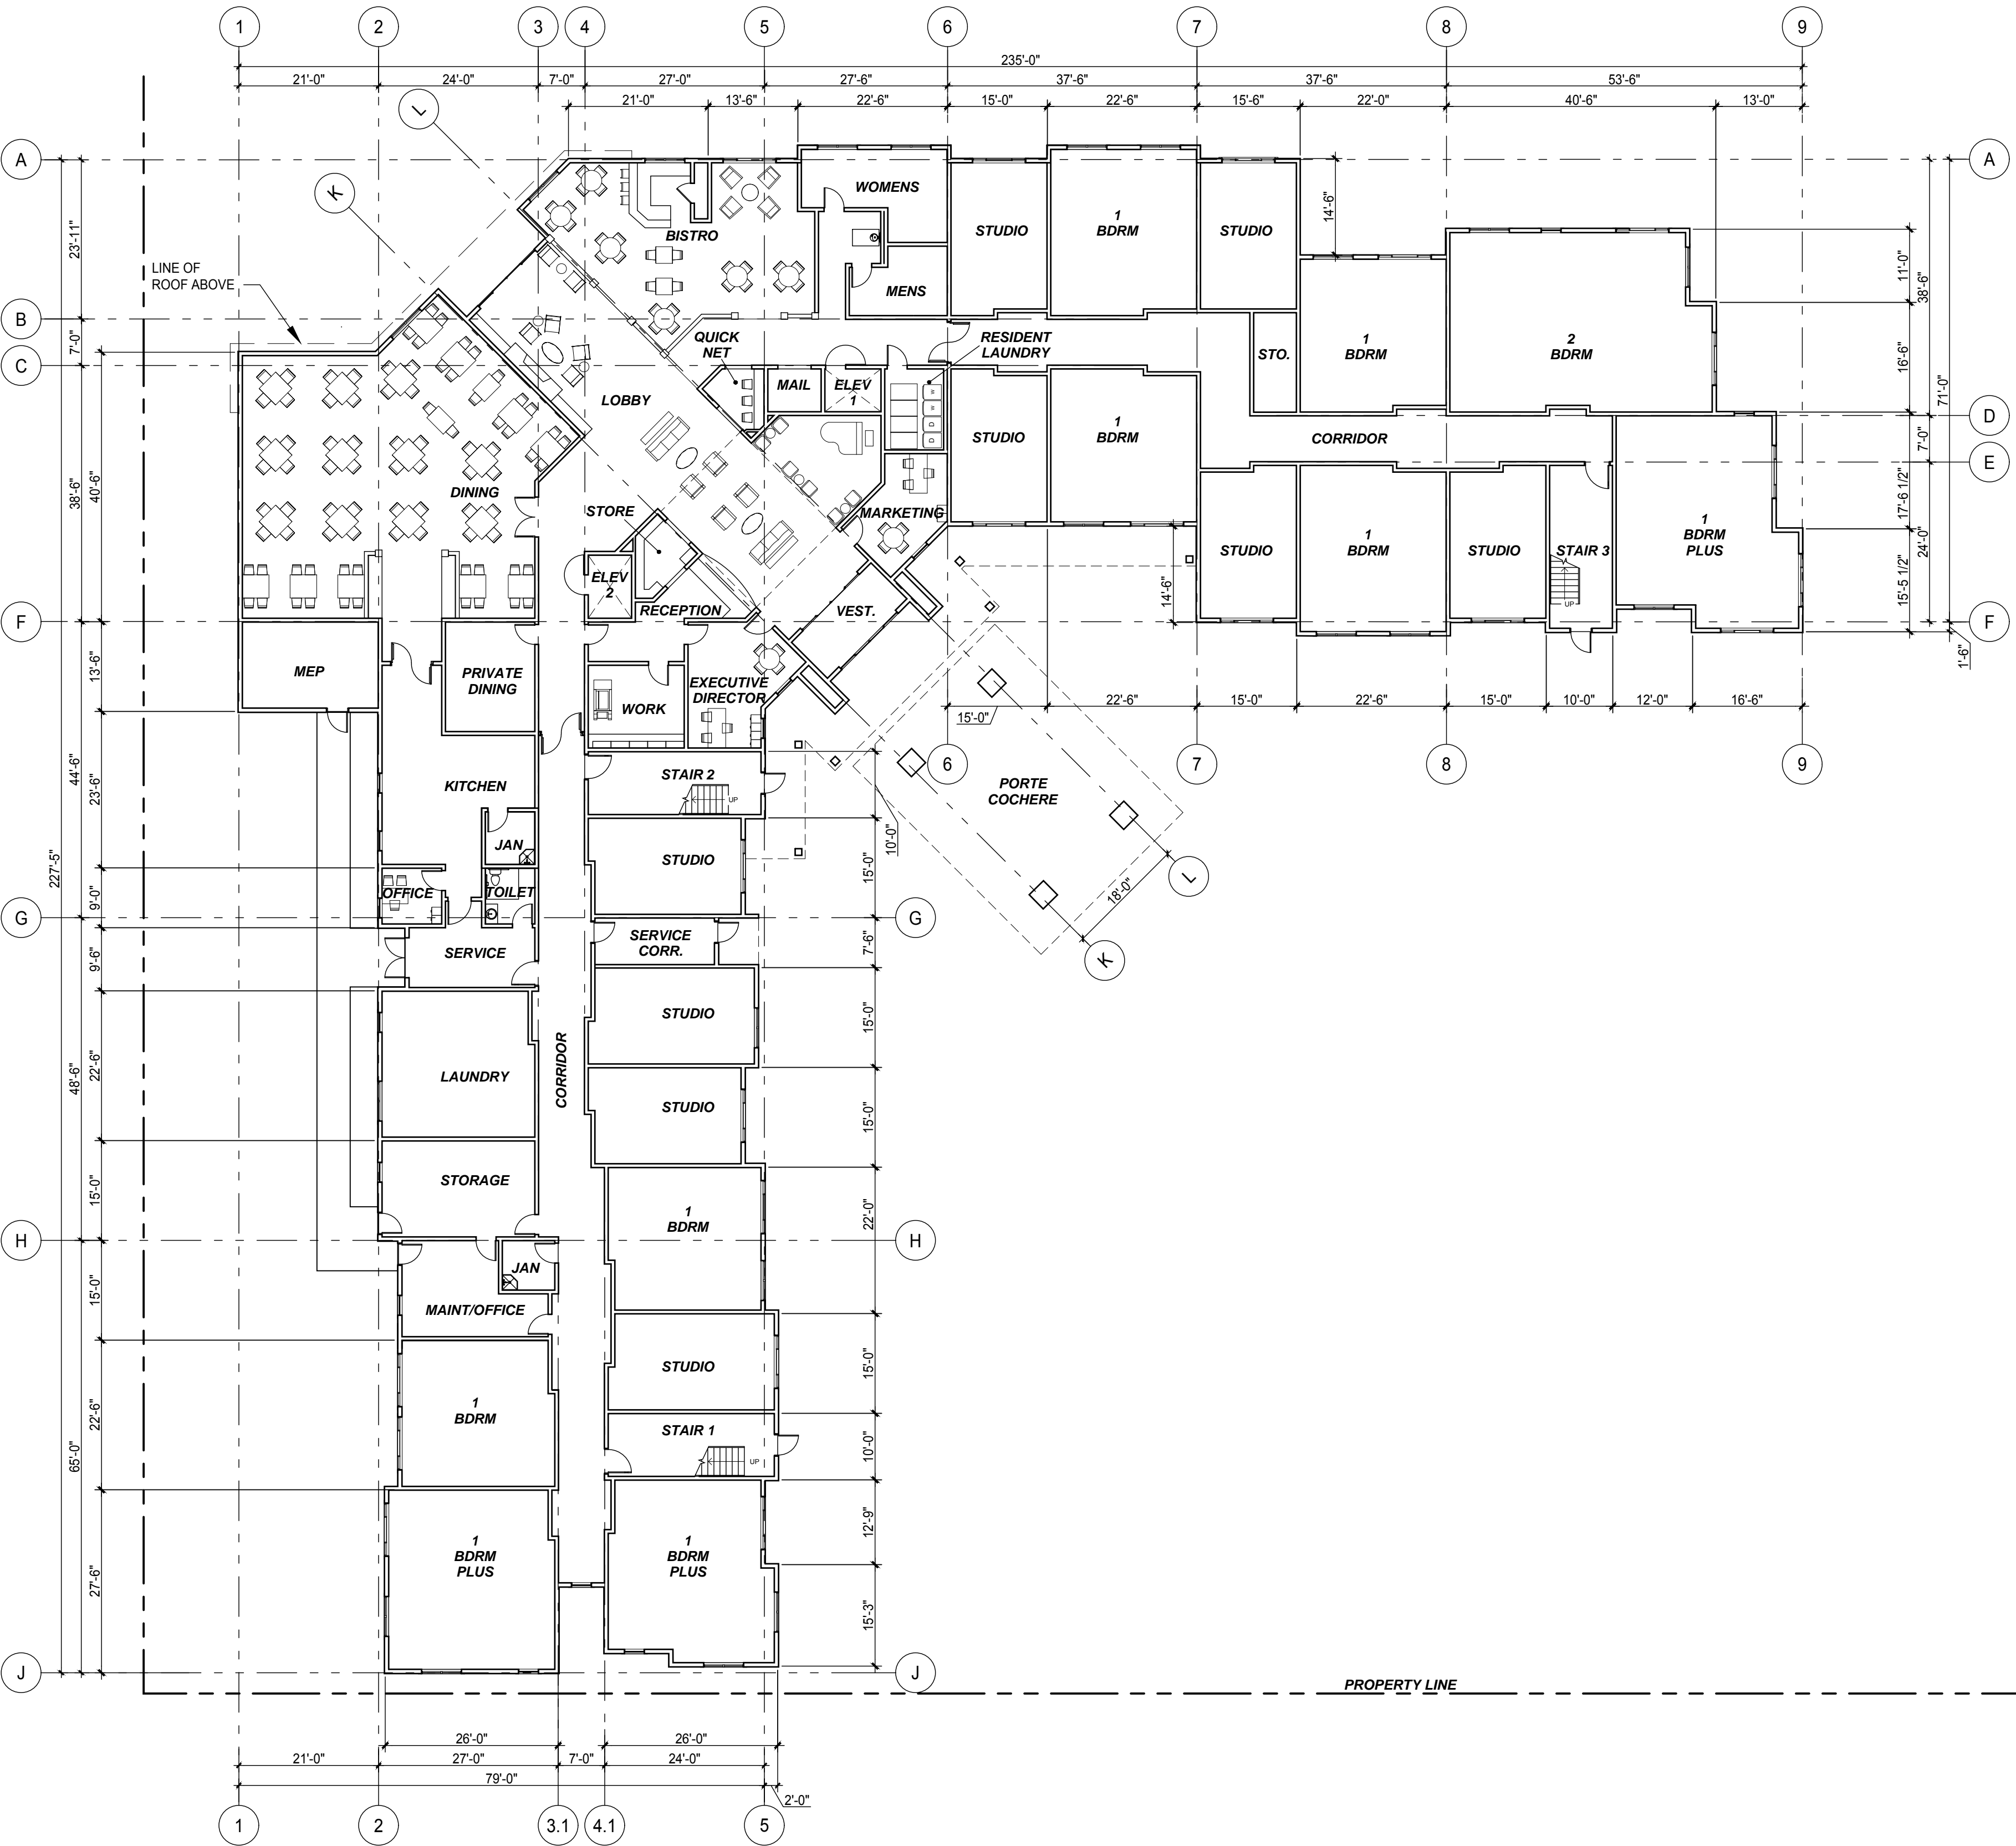 1
2
3
4
5
6
7
8
9
235'-0"
21'-0"
24'-0"
7'-0"
27'-0"
27'-6"
37'-6"
37'-6"
53'-6"
21'-0"
13'-6"
22'-6"
15'-0"
22'-6"
15'-6"
22'-0"
40'-6"
13'-0"
L
K
A
A
B
C
D
E
F
F
G
G
H
H
J
J
23'-11"
7'-0"
38'-6"
40'-6"
13'-6"
44'-6"
23'-6"
227'-5"
9'-0"
9'-6"
48'-6"
22'-6"
15'-0"
15'-0"
22'-6"
65'-0"
27'-6"
LINE OF
ROOF ABOVE
WOMENS
BISTRO
MENS
STUDIO
1
BDRM
STUDIO
14'-6"
QUICK
NET
RESIDENT
LAUNDRY
STO.
1
BDRM
2
BDRM
11'-0"
38'-6"
16'-6"
71'-0"
7'-0"
17'-6 1/2"
24'-0"
15'-5 1/2"
1'-6"
MAIL
ELEV
1
W
W
D
D
LOBBY
STUDIO
1
BDRM
CORRIDOR
DINING
STORE
MARKETING
STUDIO
1
BDRM
STUDIO
STAIR 3
UP
1
BDRM
PLUS
ELEV
2
RECEPTION
VEST.
14'-6"
MEP
PRIVATE
DINING
WORK
EXECUTIVE
DIRECTOR
15'-0"
22'-6"
15'-0"
22'-6"
15'-0"
10'-0"
12'-0"
16'-6"
6
7
8
9
KITCHEN
STAIR 2
UP
PORTE
COCHERE
JAN
STUDIO
10'-0"
15'-0"
18'-0"
L
K
OFFICE
TOILET
SERVICE
SERVICE
CORR.
7'-6"
STUDIO
15'-0"
LAUNDRY
CORRIDOR
STUDIO
15'-0"
STORAGE
1
BDRM
22'-0"
JAN
MAINT/OFFICE
STUDIO
15'-0"
1
BDRM
STAIR 1
UP
10'-0"
1
BDRM
PLUS
1
BDRM
PLUS
12'-9"
15'-3"
PROPERTY LINE
26'-0"
26'-0"
21'-0"
27'-0"
7'-0"
24'-0"
79'-0"
2'-0"
1
2
3.1
4.1
5